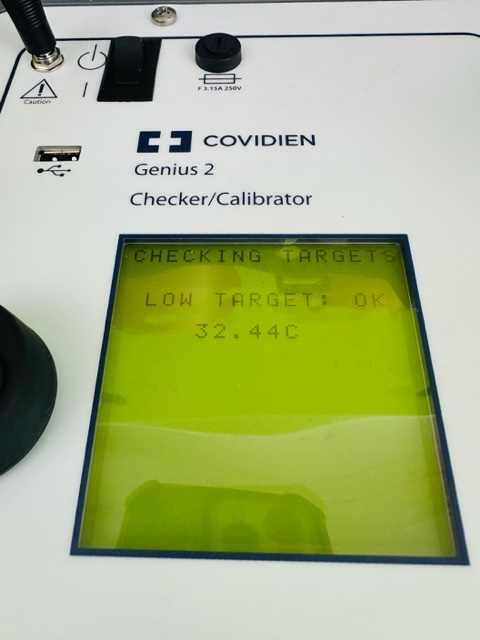 Caution
F 3.15A 250V
COVIDIEN
Genius 2
Checker/Calibrator
CHECKING TARGETS
LOW TARGET: OK
32.44C